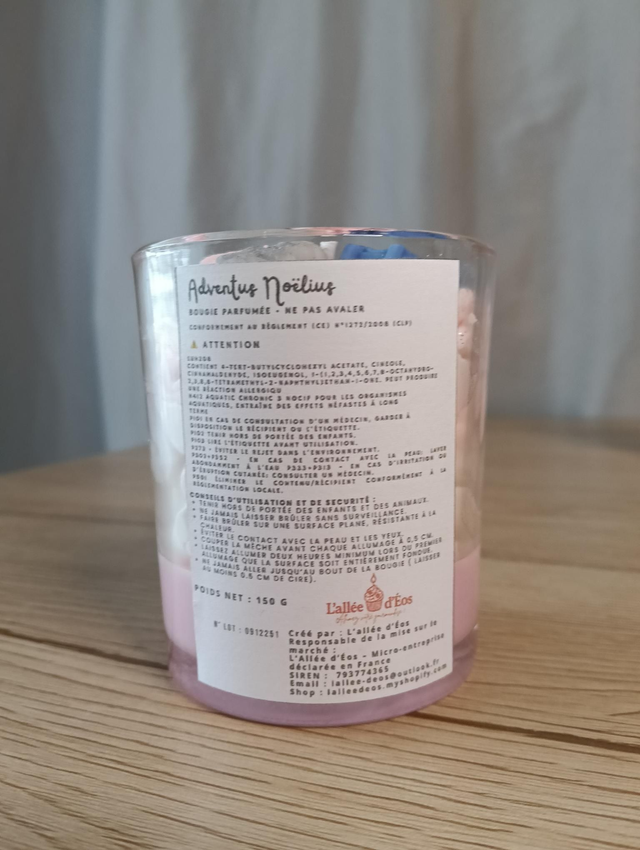 Adventus Noëlius
BOUGIE PARFUMÉE - NE PAS AVALER
CONFORMEMENT AU RÈGLEMENT (CE) N°1272/2008 (CLP)
ATTENTION
EUH208
CONTIENT 4-TERT-BUTYLCYCLOHEXYL ACETATE, CINEOLE,
CINNAMALDEHYDE, ISOEUGENOL, 1-(1,2,3,4,5,6,7,8-OCTAHYDRO-
2,3,8,8-TETRAMETHYL-2-NAPHTHYL)ETHAN-1-ONE. PEUT PRODUIRE
UNE RÉACTION ALLERGIQU
H412 AQUATIC CHRONIC 3 NOCIF POUR LES ORGANISMES
AQUATIQUES, ENTRAÎNE DES EFFETS NÉFASTES À LONG
TERME
P101 EN CAS DE CONSULTATION D'UN MÉDECIN, GARDER À
DISPOSITION LE RÉCIPIENT OU L'ÉTIQUETTE.
P102 TENIR HORS DE PORTÉE DES ENFANTS.
P103 LIRE L'ÉTIQUETTE AVANT UTILISATION.
P273 - ÉVITER LE REJET DANS L'ENVIRONNEMENT.
P302+P352 - EN CAS DE CONTACT AVEC LA PEAU: LAVER
ABONDAMMENT À L'EAU P333+P313 - EN CAS D'IRRITATION OU
D'ÉRUPTION CUTANÉE: CONSULTER UN MÉDECIN.
P501 ÉLIMINER LE CONTENU/RÉCIPIENT CONFORMÉMENT À LA
RÉGLEMENTATION LOCALE.
CONSEILS D'UTILISATION ET DE SECURITÉ :
• TENIR HORS DE PORTÉE DES ENFANTS ET DES ANIMAUX.
• NE JAMAIS LAISSER BRÛLER SANS SURVEILLANCE.
• FAIRE BRÛLER SUR UNE SURFACE PLANE, RÉSISTANTE À LA
CHALEUR.
• ÉVITER LE CONTACT AVEC LA PEAU ET LES YEUX.
• COUPER LA MÈCHE AVANT CHAQUE ALLUMAGE À 0,5 CM.
• LAISSEZ ALLUMER DEUX HEURES MINIMUM LORS DU PREMIER
ALLUMAGE QUE LA SURFACE SOIT ENTIÈREMENT FONDUE.
• NE JAMAIS ALLER JUSQU'AU BOUT DE LA BOUGIE ( LAISSER
AU MOINS 0.5 CM DE CIRE).
POIDS NET : 150 G
L'allée d'Éos
N° LOT : 0912251
Créé par : L'allée d'Éos
Responsable de la mise sur le
marché :
L'Allée d'Éos - Micro-entreprise
déclarée en France
SIREN : 793774365
Email : lallee-deos@outlook.fr
Shop : lalleedeos.myshopify.com